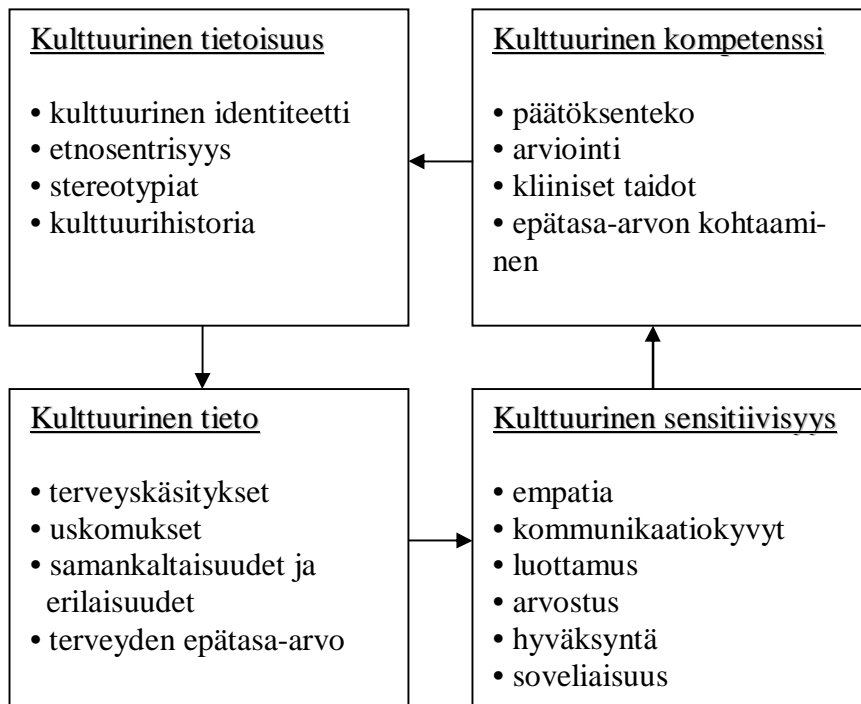 Kulttuurinen tietoisuus
• kulttuurinen identiteetti
• etnosentrisyys
• stereotypiat
• kulttuurihistoria
Kulttuurinen kompetenssi
• päätöksenteko
• arviointi
• kliiniset taidot
• epätasa-arvon kohtaami-
nen
Kulttuurinen tieto
• terveyskäsitykset
• uskomukset
• samankaltaisuudet ja
erilaisuudet
• terveyden epätasa-arvo
Kulttuurinen sensitiivisyys
• empatia
• kommunikaatiokyvyt
• luottamus
• arvostus
• hyväksyntä
• soveliaisuus